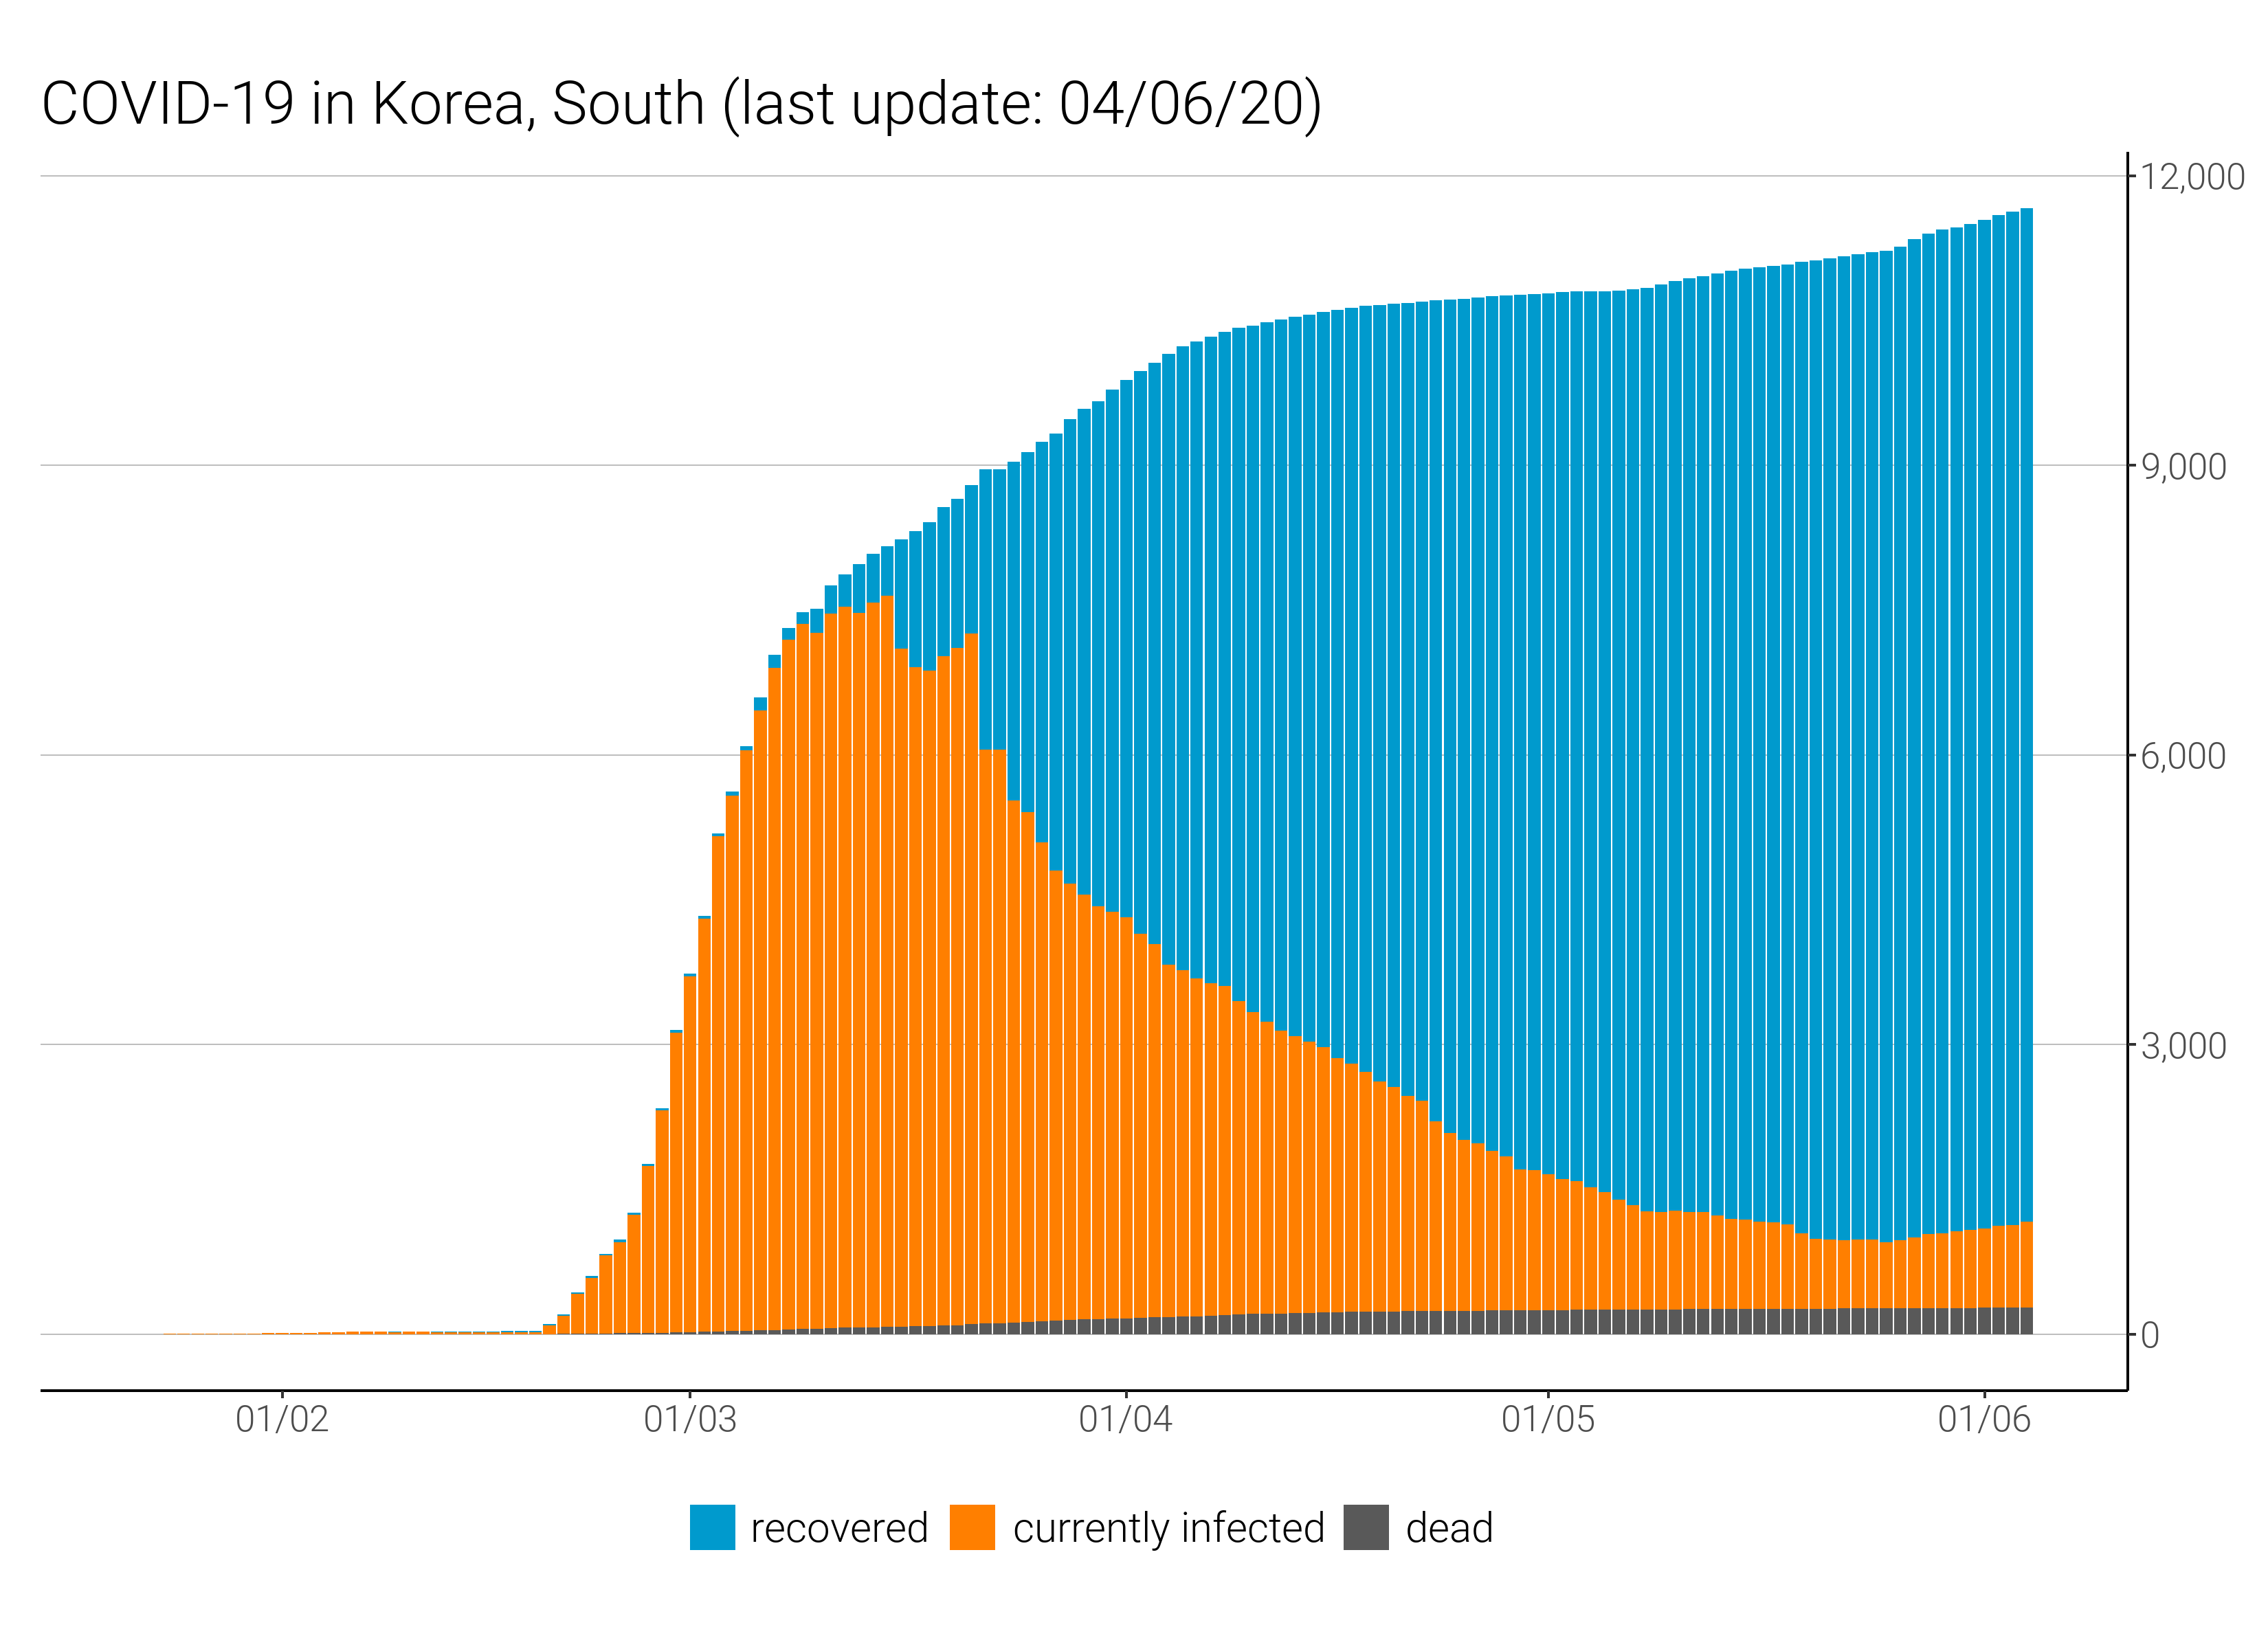 COVID-19 in Korea, South (last update: 04/06/20)
12,000
9,000
6,000
3,000
0
01/02 01/03 01/04 01/05 01/06
recovered currently infected dead